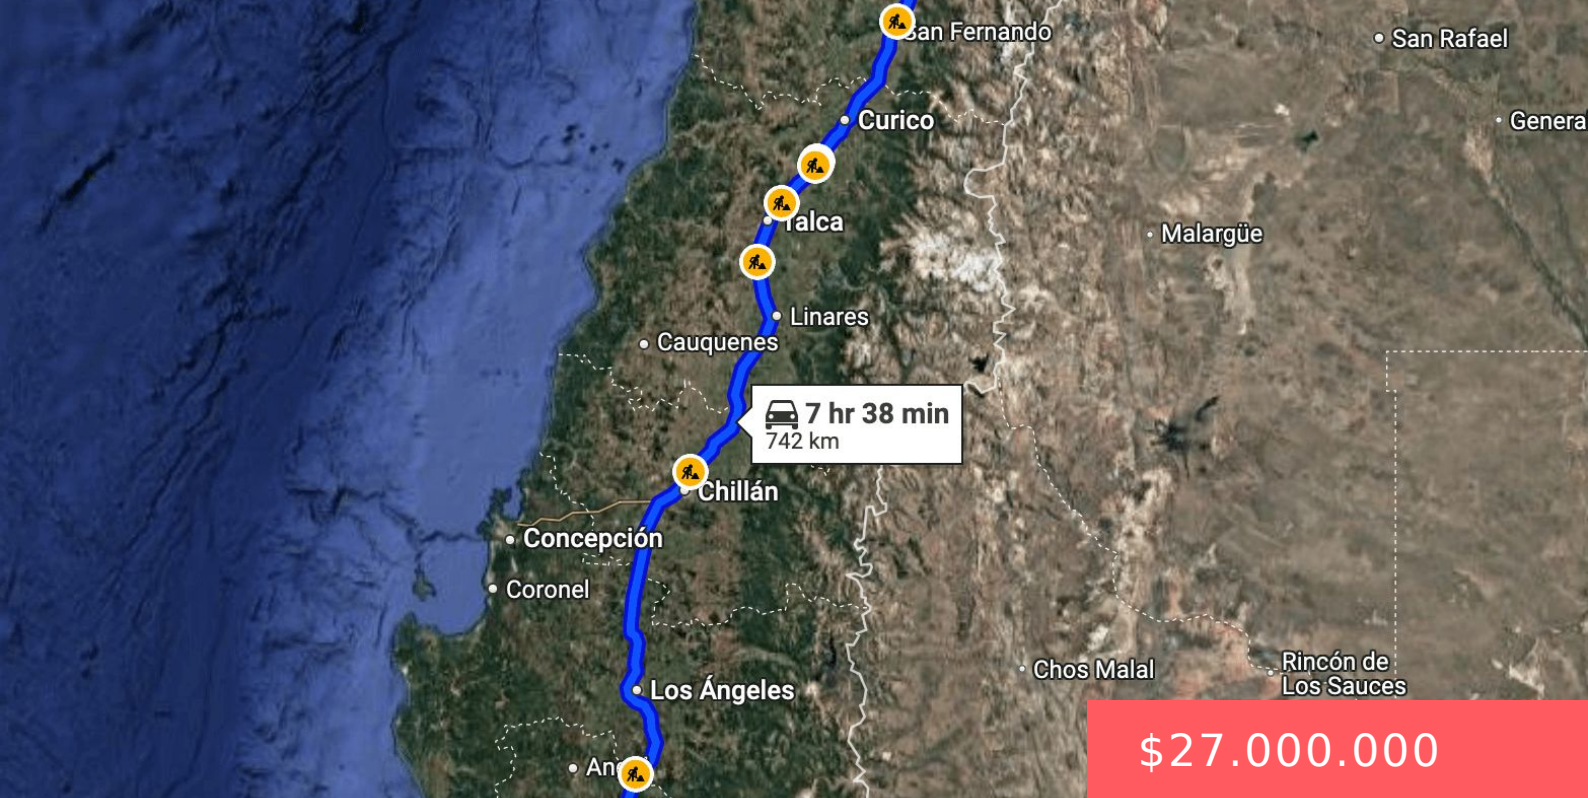 San Fernando
San Rafael
Curico
Genera
Talca
Malargüe
Linares
Cauquenes
7 hr 38 min
742 km
Chillán
Concepción
Coronel
Chos Malal
Rincón de
Los Sauces
Los Ángeles
$27.000.000